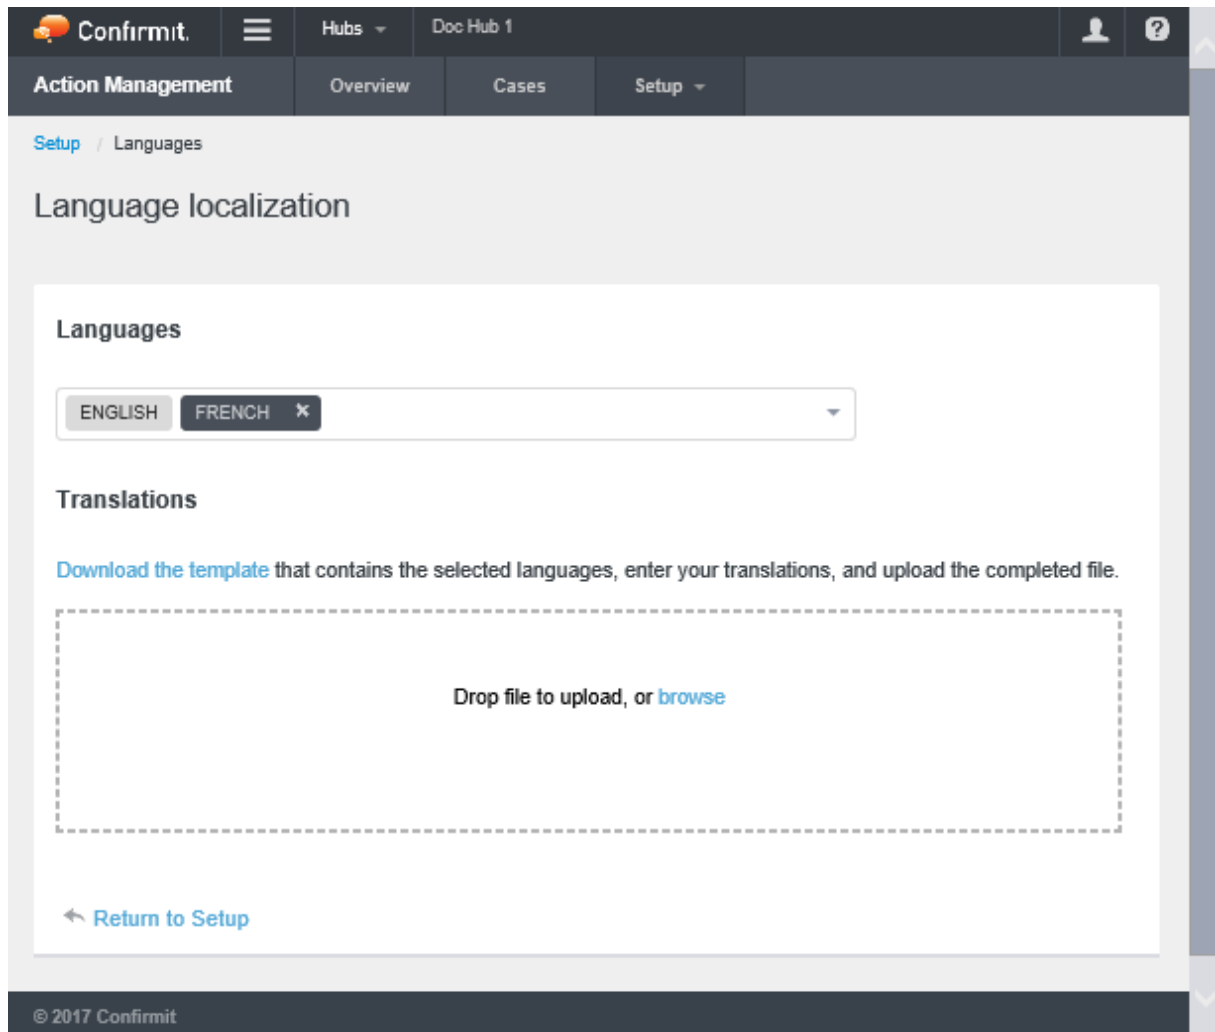 Confirmit. Hubs Doc Hub 1
Action Management Overview Cases Setup
Setup / Languages
Language localization
Languages
ENGLISH FRENCH ×
Translations
Download the template that contains the selected languages, enter your translations, and upload the completed file.
Drop file to upload, or browse
Return to Setup
© 2017 Confirmit